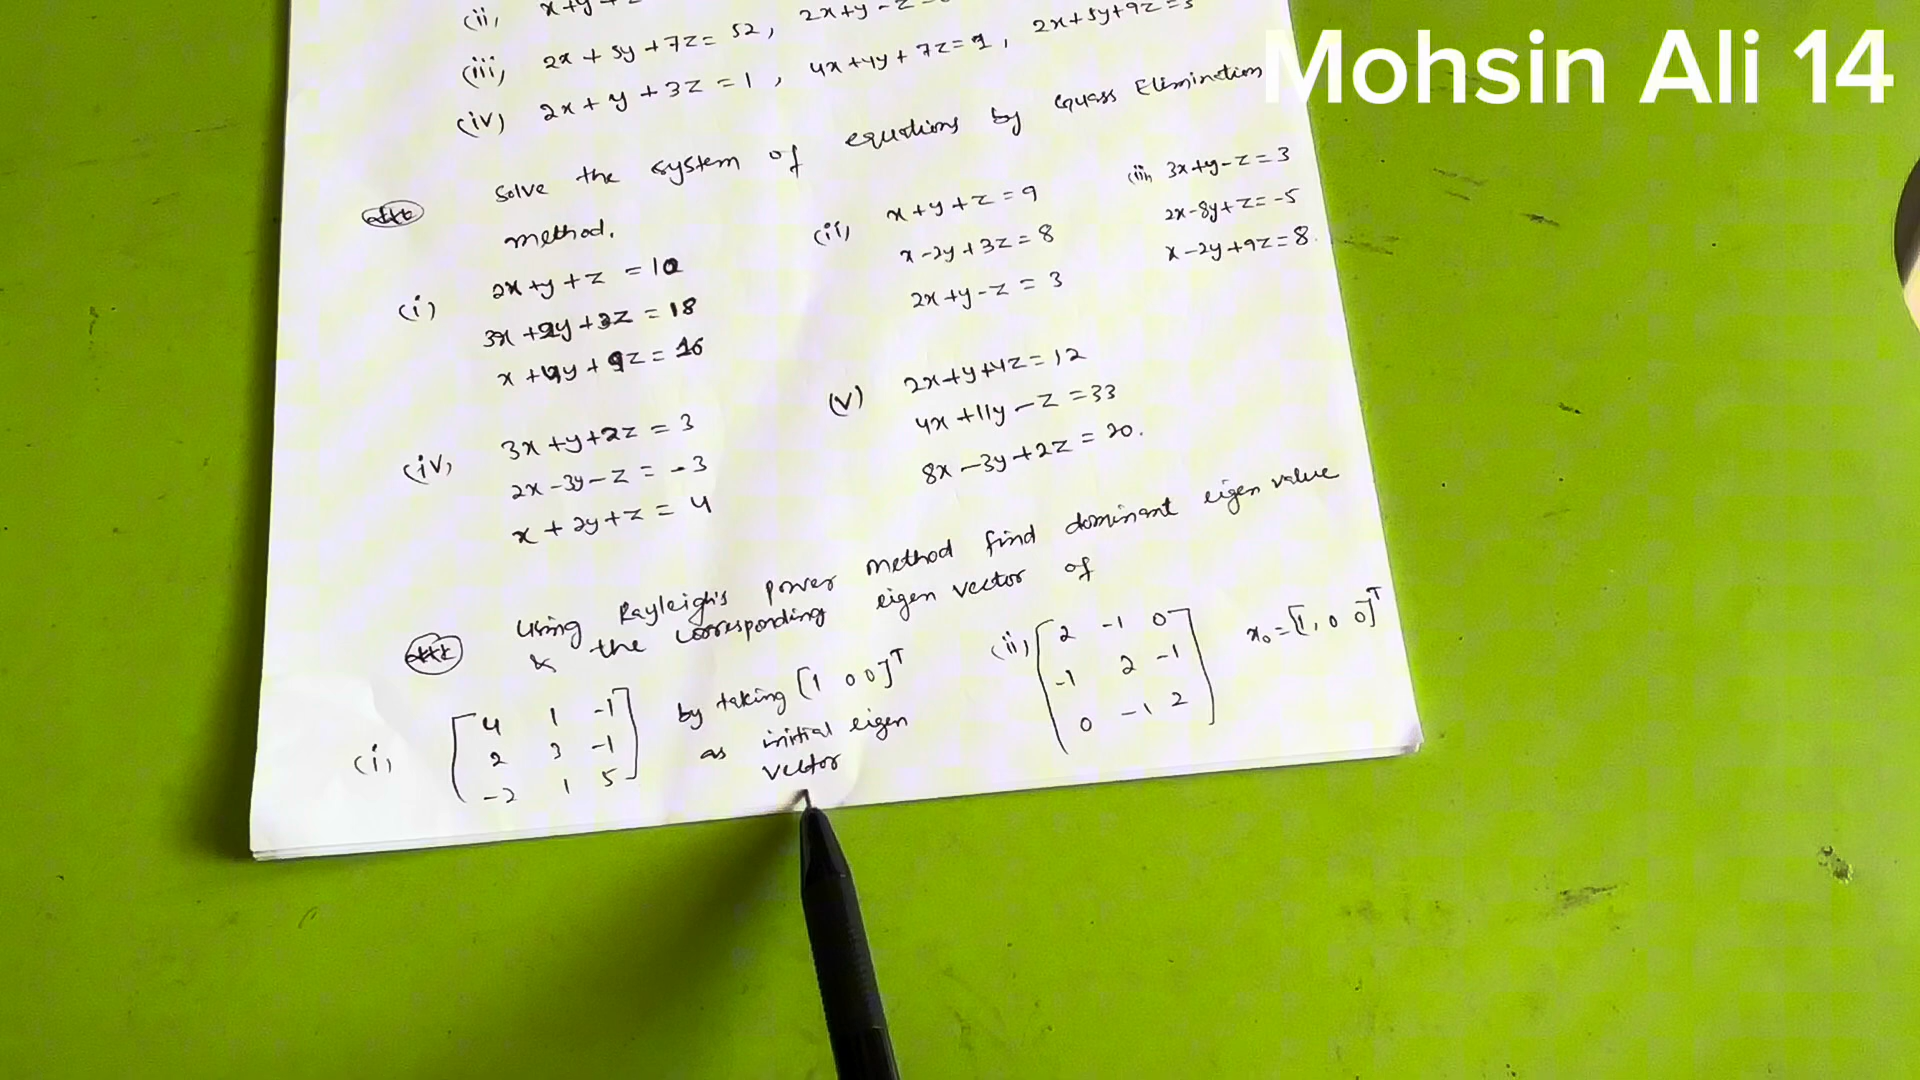 Mohsin Ali 14
(ii,
(iii, 2x + 5y + 7z = 52, 2x+y-z=
(iv) 2x + y + 3z = 1, 4x+4y+7z=1, 2x+5y+9z=3
Solve the system of equations by Guass Elimination
method.
(i) 2x+y+z = 10
3x+2y+3z = 18
x+4y+9z = 16
(ii, x+y+z=9
x-2y+3z=8
2x+y-z=3
(iii, 3x+y-z=3
2x-8y+z=-5
x-2y+9z=8.
(iv, 3x+y+2z = 3
2x-3y-z = -3
x+2y+z = 4
(v) 2x+y+4z=12
4x+11y-z=33
8x-3y+2z=20.
Using Rayleigh's power method find dominant eigen value
& the corresponding eigen vector of
(i, 4 1 -1
2 3 -1
-2 1 5
by taking [1 0 0]ᵀ
as initial eigen
vector
(ii) 2 -1 0
-1 2 -1
0 -1 2
x₀=[1, 0 0]ᵀ